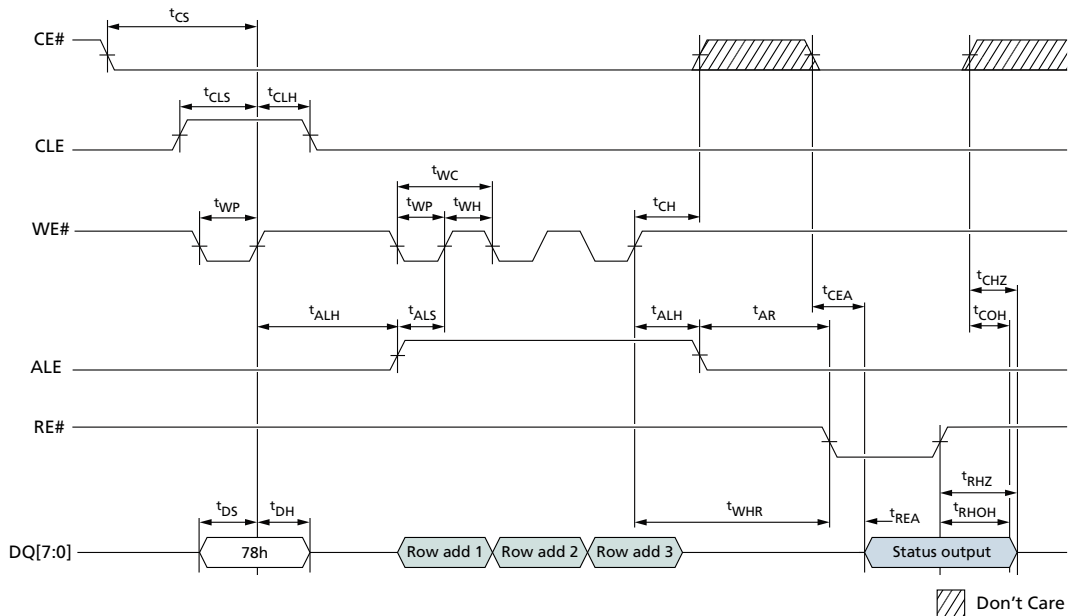 tCS
CE#
tCLS tCLH
CLE
tWC
tWP tWP tWH tCH
WE#
tCEA tCHZ
tALH tALS tALH tAR tCOH
ALE
RE#
tRHZ
tDS tDH tWHR tREA tRHOH
DQ[7:0] 78h Row add 1 Row add 2 Row add 3 Status output
Don't Care